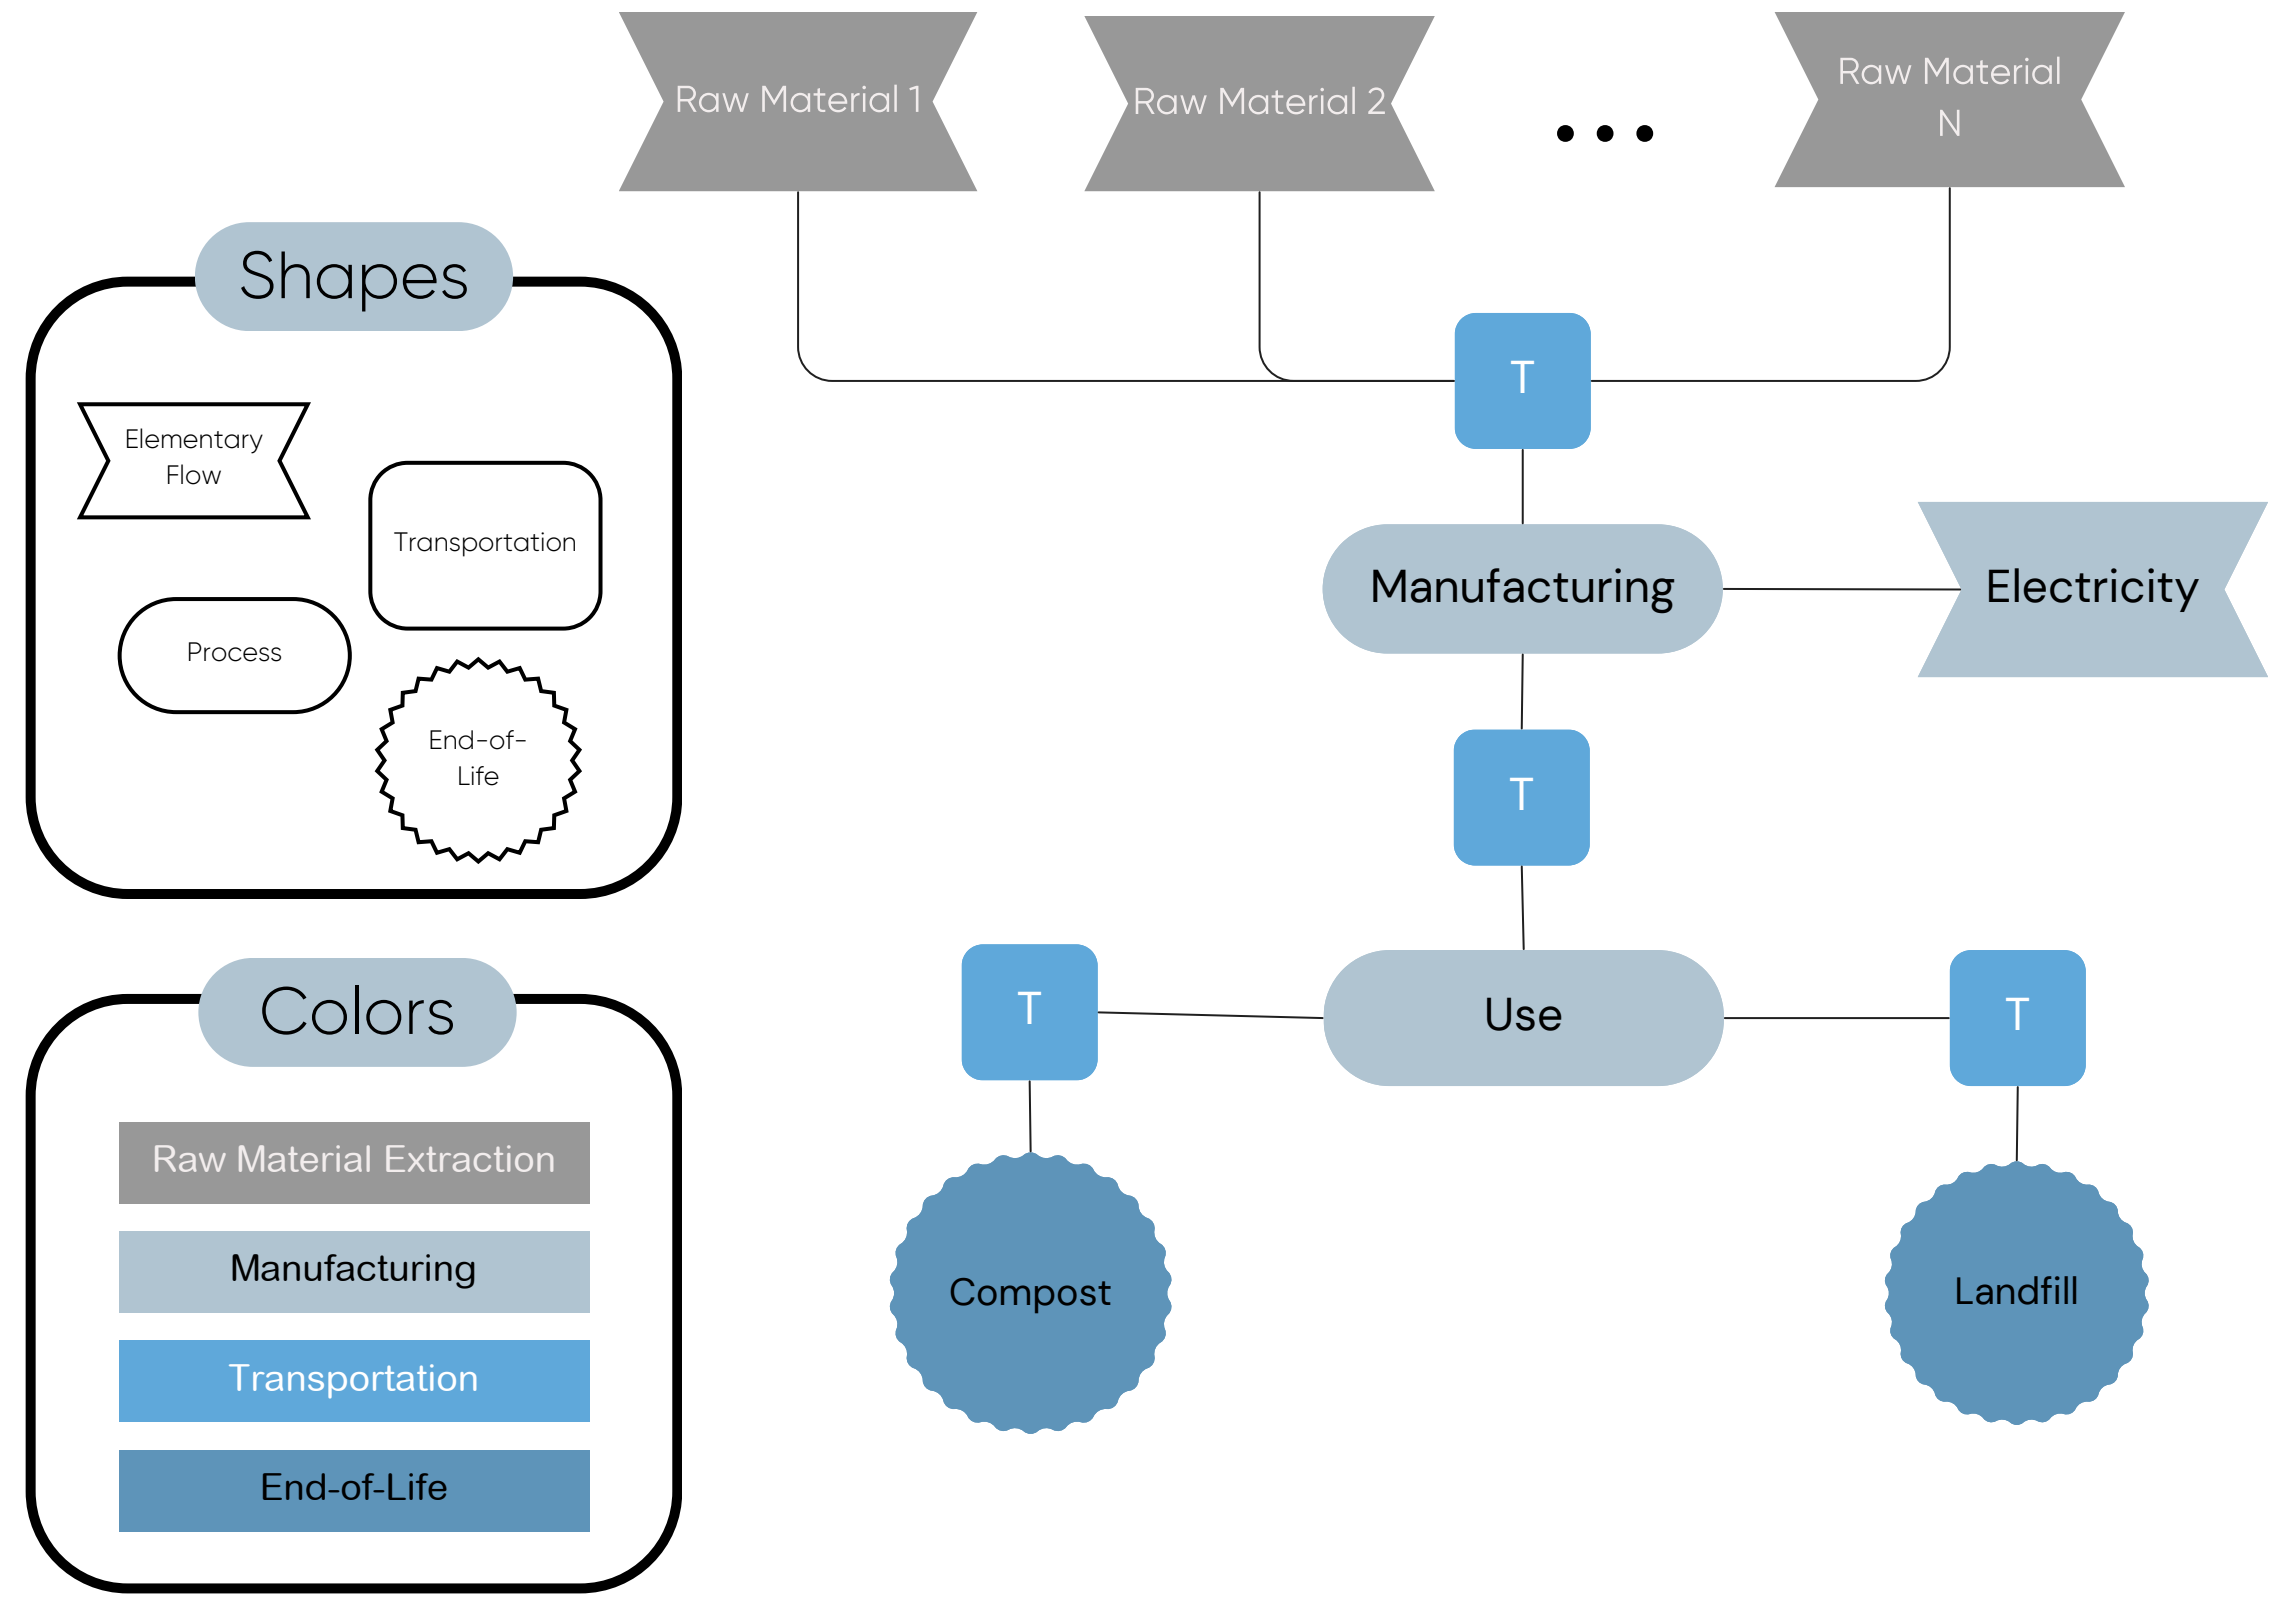 Raw Material 1
Raw Material 2
Raw Material
N
Shapes
Elementary
Flow
Transportation
Process
End-of-
Life
T
Manufacturing
Electricity
T
T
Use
T
Compost
Landfill
Colors
Raw Material Extraction
Manufacturing
Transportation
End-of-Life